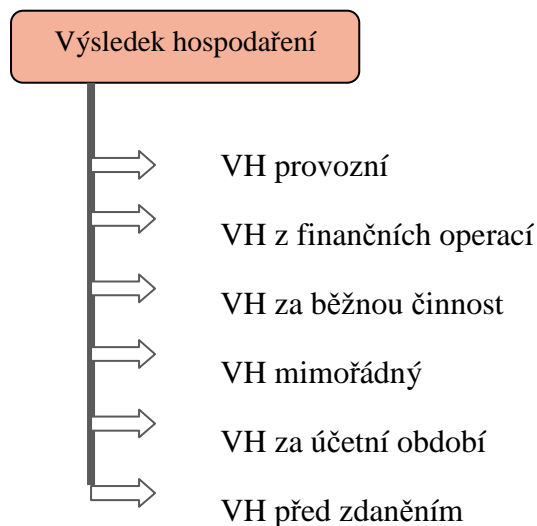 Výsledek hospodaření
VH provozní
VH z finančních operací
VH za běžnou činnost
VH mimořádný
VH za účetní období
VH před zdaněním